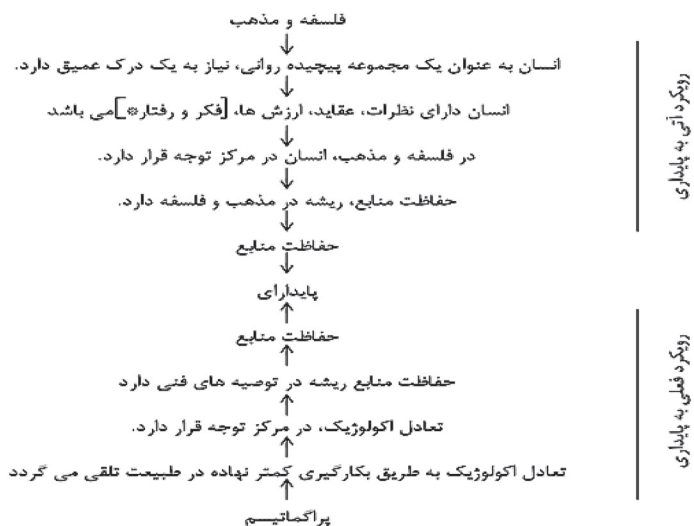 فلسفه و مذهب
انسان به عنوان یک مجموعه پیچیده روانی، نیاز به یک درک عمیق دارد.
انسان دارای نظرات، عقاید، ارزش ها، [فکر و رفتار*] می باشد
در فلسفه و مذهب، انسان در مرکز توجه قرار دارد.
حفاظت منابع، ریشه در مذهب و فلسفه دارد.
حفاظت منابع
پایدارای
حفاظت منابع
حفاظت منابع ریشه در توصیه های فنی دارد
تعادل اکولوژیک، در مرکز توجه قرار دارد.
تعادل اکولوژیک به طریق بکارگیری کمتر نهاده در طبیعت تلقی می گردد
پراگماتیسم
رویکرد آتی به پایداری
رویکرد فعلی به پایداری